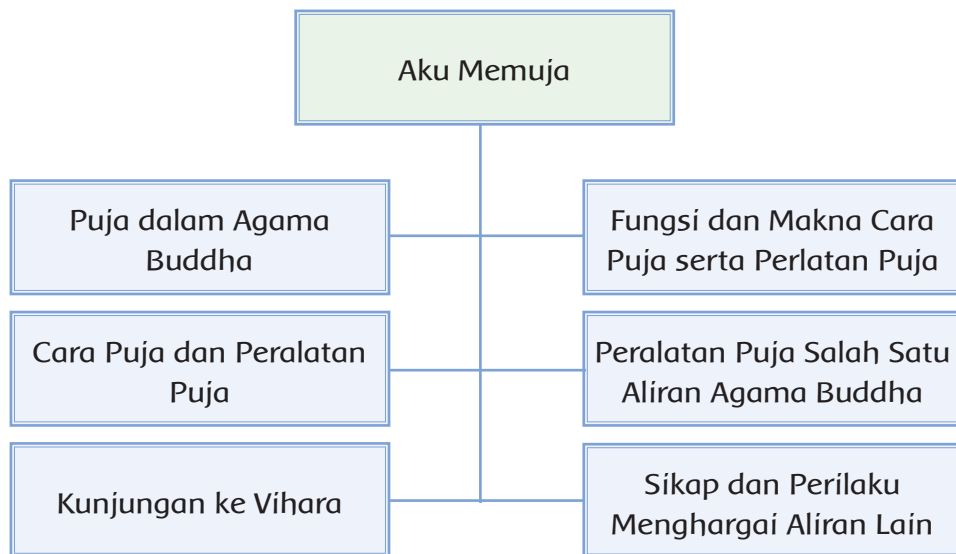 Aku Memuja
Puja dalam Agama
Buddha
Fungsi dan Makna Cara
Puja serta Perlatan Puja
Cara Puja dan Peralatan
Puja
Peralatan Puja Salah Satu
Aliran Agama Buddha
Kunjungan ke Vihara
Sikap dan Perilaku
Menghargai Aliran Lain